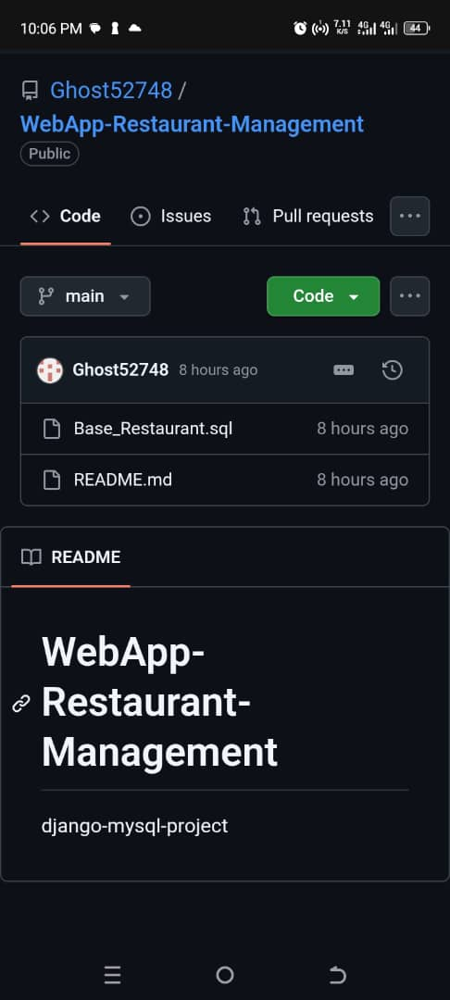 10:06 PM 7.11 K/S 4G 4G 44
Ghost52748 /
WebApp-Restaurant-Management
Public
Code Issues Pull requests
main Code
Ghost52748 8 hours ago
Base_Restaurant.sql 8 hours ago
README.md 8 hours ago
README
WebApp-
Restaurant-
Management
django-mysql-project